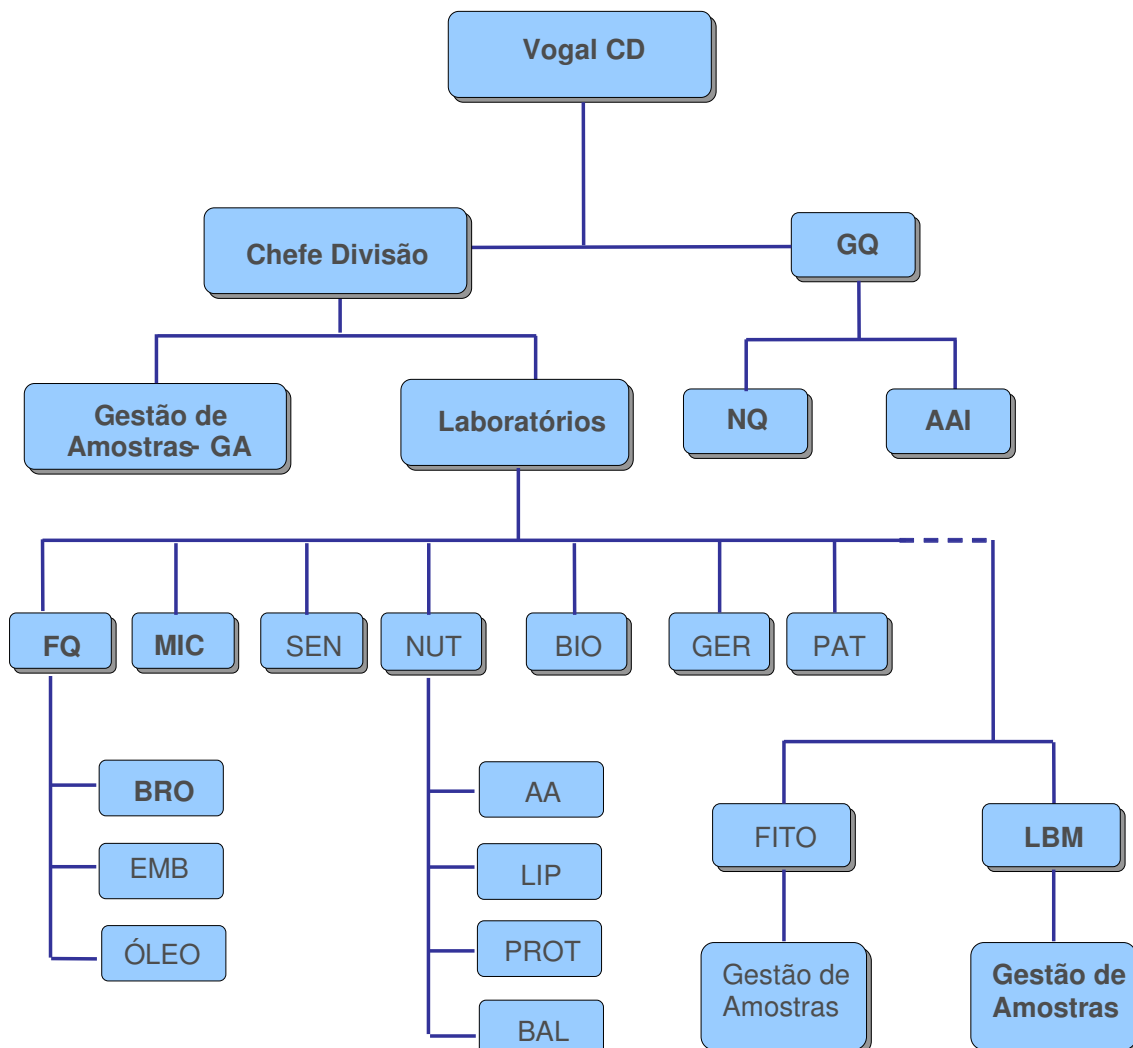 Vogal CD
Chefe Divisão
GQ
Gestão de
Amostras- GA
Laboratórios
NQ
AAI
FQ
MIC
SEN
NUT
BIO
GER
PAT
BRO
EMB
ÓLEO
AA
LIP
PROT
BAL
FITO
LBM
Gestão de
Amostras
Gestão de
Amostras